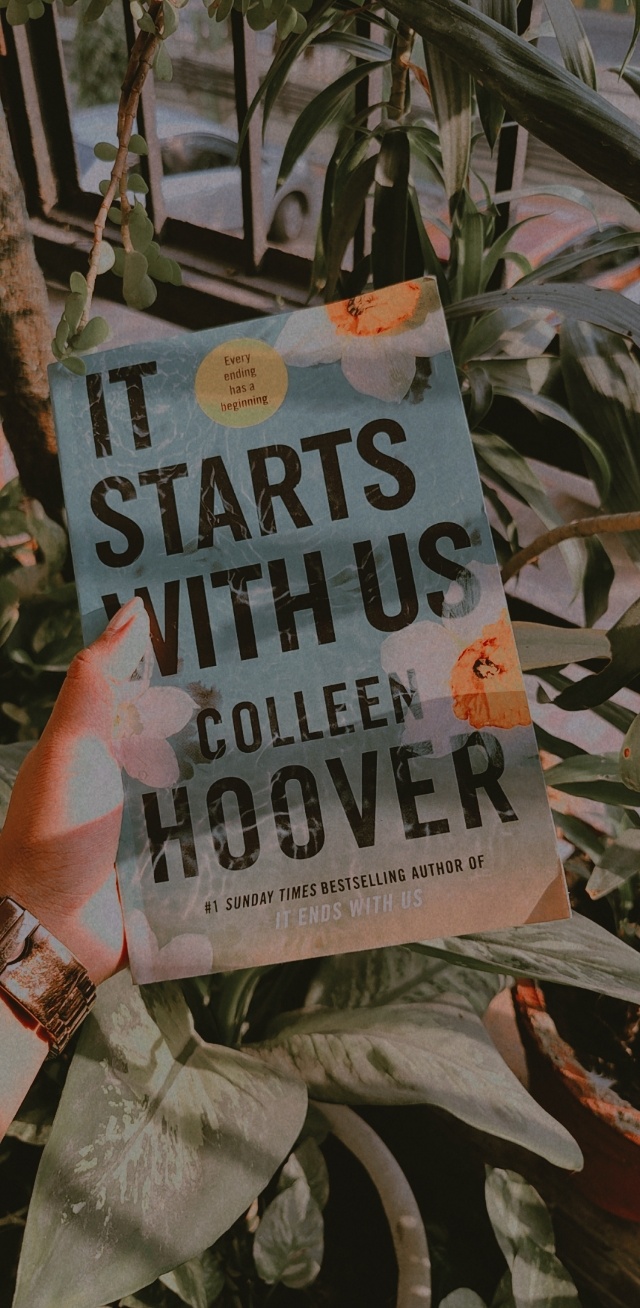 IT
Every
ending
has a
beginning
STARTS
WITH US
COLLEEN
HOOVER
#1 SUNDAY TIMES BESTSELLING AUTHOR OF
IT ENDS WITH US